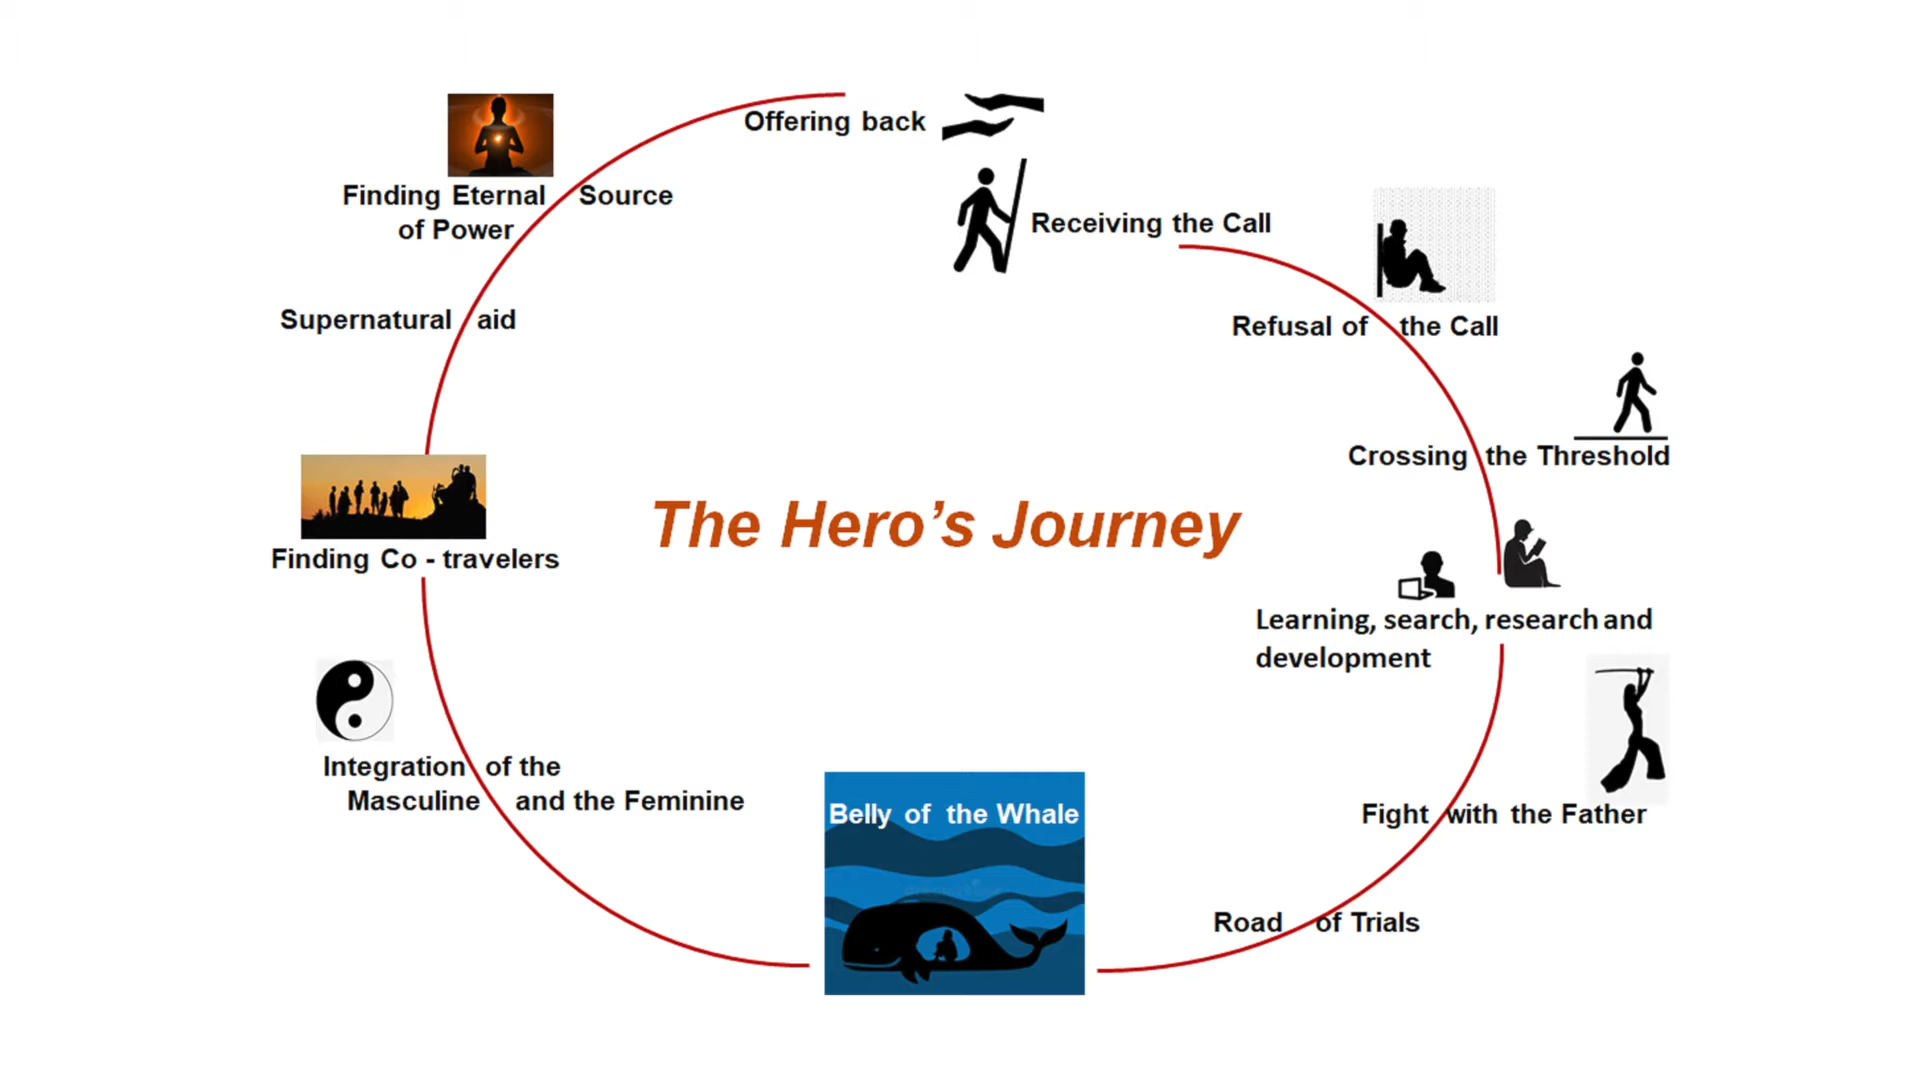 Offering back
Receiving the Call
Refusal of the Call
Crossing the Threshold
Learning, search, research and
development
Fight with the Father
Road of Trials
Belly of the Whale
Integration of the
Masculine and the Feminine
Finding Co - travelers
Supernatural aid
Finding Eternal Source
of Power
The Hero’s Journey